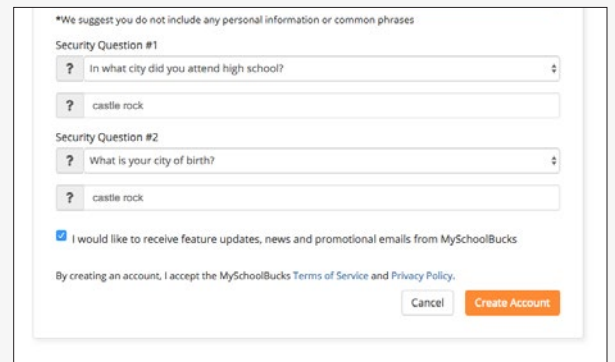 *We suggest you do not include any personal information or common phrases
Security Question #1
? In what city did you attend high school?
? castle rock
Security Question #2
? What is your city of birth?
? castle rock
I would like to receive feature updates, news and promotional emails from MySchoolBucks
By creating an account, I accept the MySchoolBucks Terms of Service and Privacy Policy.
Cancel Create Account